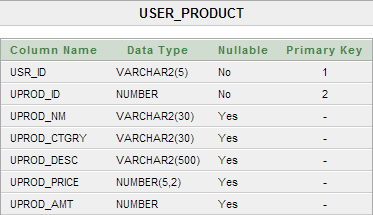 USER_PRODUCT
Column Name Data Type Nullable Primary Key
USR_ID VARCHAR2(5) No 1
UPROD_ID NUMBER No 2
UPROD_NM VARCHAR2(30) Yes -
UPROD_CTGRY VARCHAR2(30) Yes -
UPROD_DESC VARCHAR2(500) Yes -
UPROD_PRICE NUMBER(5,2) Yes -
UPROD_AMT NUMBER Yes -